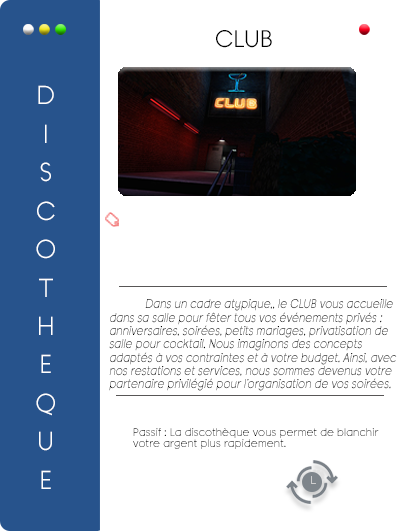 CLUB
CLUB
DISCOTHEQUE
Dans un cadre atypique,, le CLUB vous accueille
dans sa salle pour fêter tous vos événements privés :
anniversaires, soirées, petits mariages, privatisation de
salle pour cocktail. Nous imaginons des concepts
adaptés à vos contraintes et à votre budget. Ainsi, avec
nos restations et services, nous sommes devenus votre
partenaire privilégié pour l'organisation de vos soirées.
Passif : La discothèque vous permet de blanchir
votre argent plus rapidement.